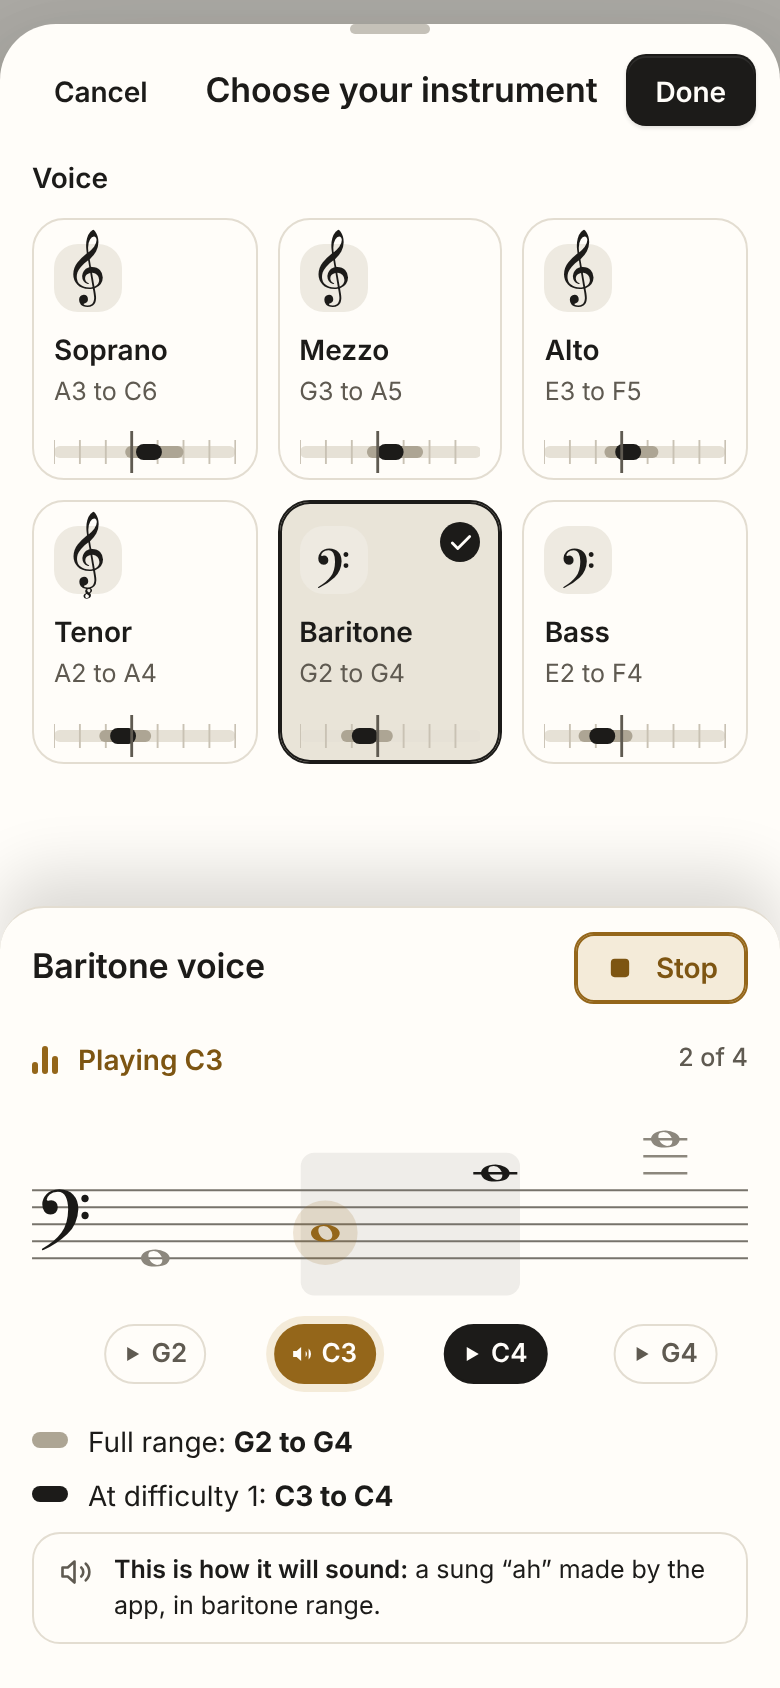 Cancel
Choose your instrument
Done
Voice
Soprano
A3 to C6
Mezzo
G3 to A5
Alto
E3 to F5
8
Tenor
A2 to A4
Baritone
G2 to G4
Bass
E2 to F4
Baritone voice
Stop
Playing C3
2 of 4
G2
C3
C4
G4
Full range: G2 to G4
At difficulty 1: C3 to C4
This is how it will sound: a sung “ah” made by the
app, in baritone range.